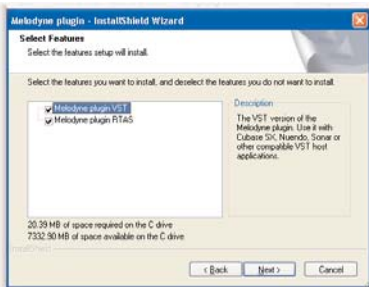 Melodyne plugin - InstallShield Wizard
Select Features
Select the features setup will install.
Select the features you want to install, and deselect the features you do not want to install.
Melodyne plugin VST
Melodyne plugin RTAS
Description
The VST version of the
Melodyne plugin. Use it with
Cubase SX, Nuendo, Sonar or
other compatible VST host
applications.
20.39 MB of space required on the C drive
7332.90 MB of space available on the C drive
InstallShield
< Back
Next >
Cancel